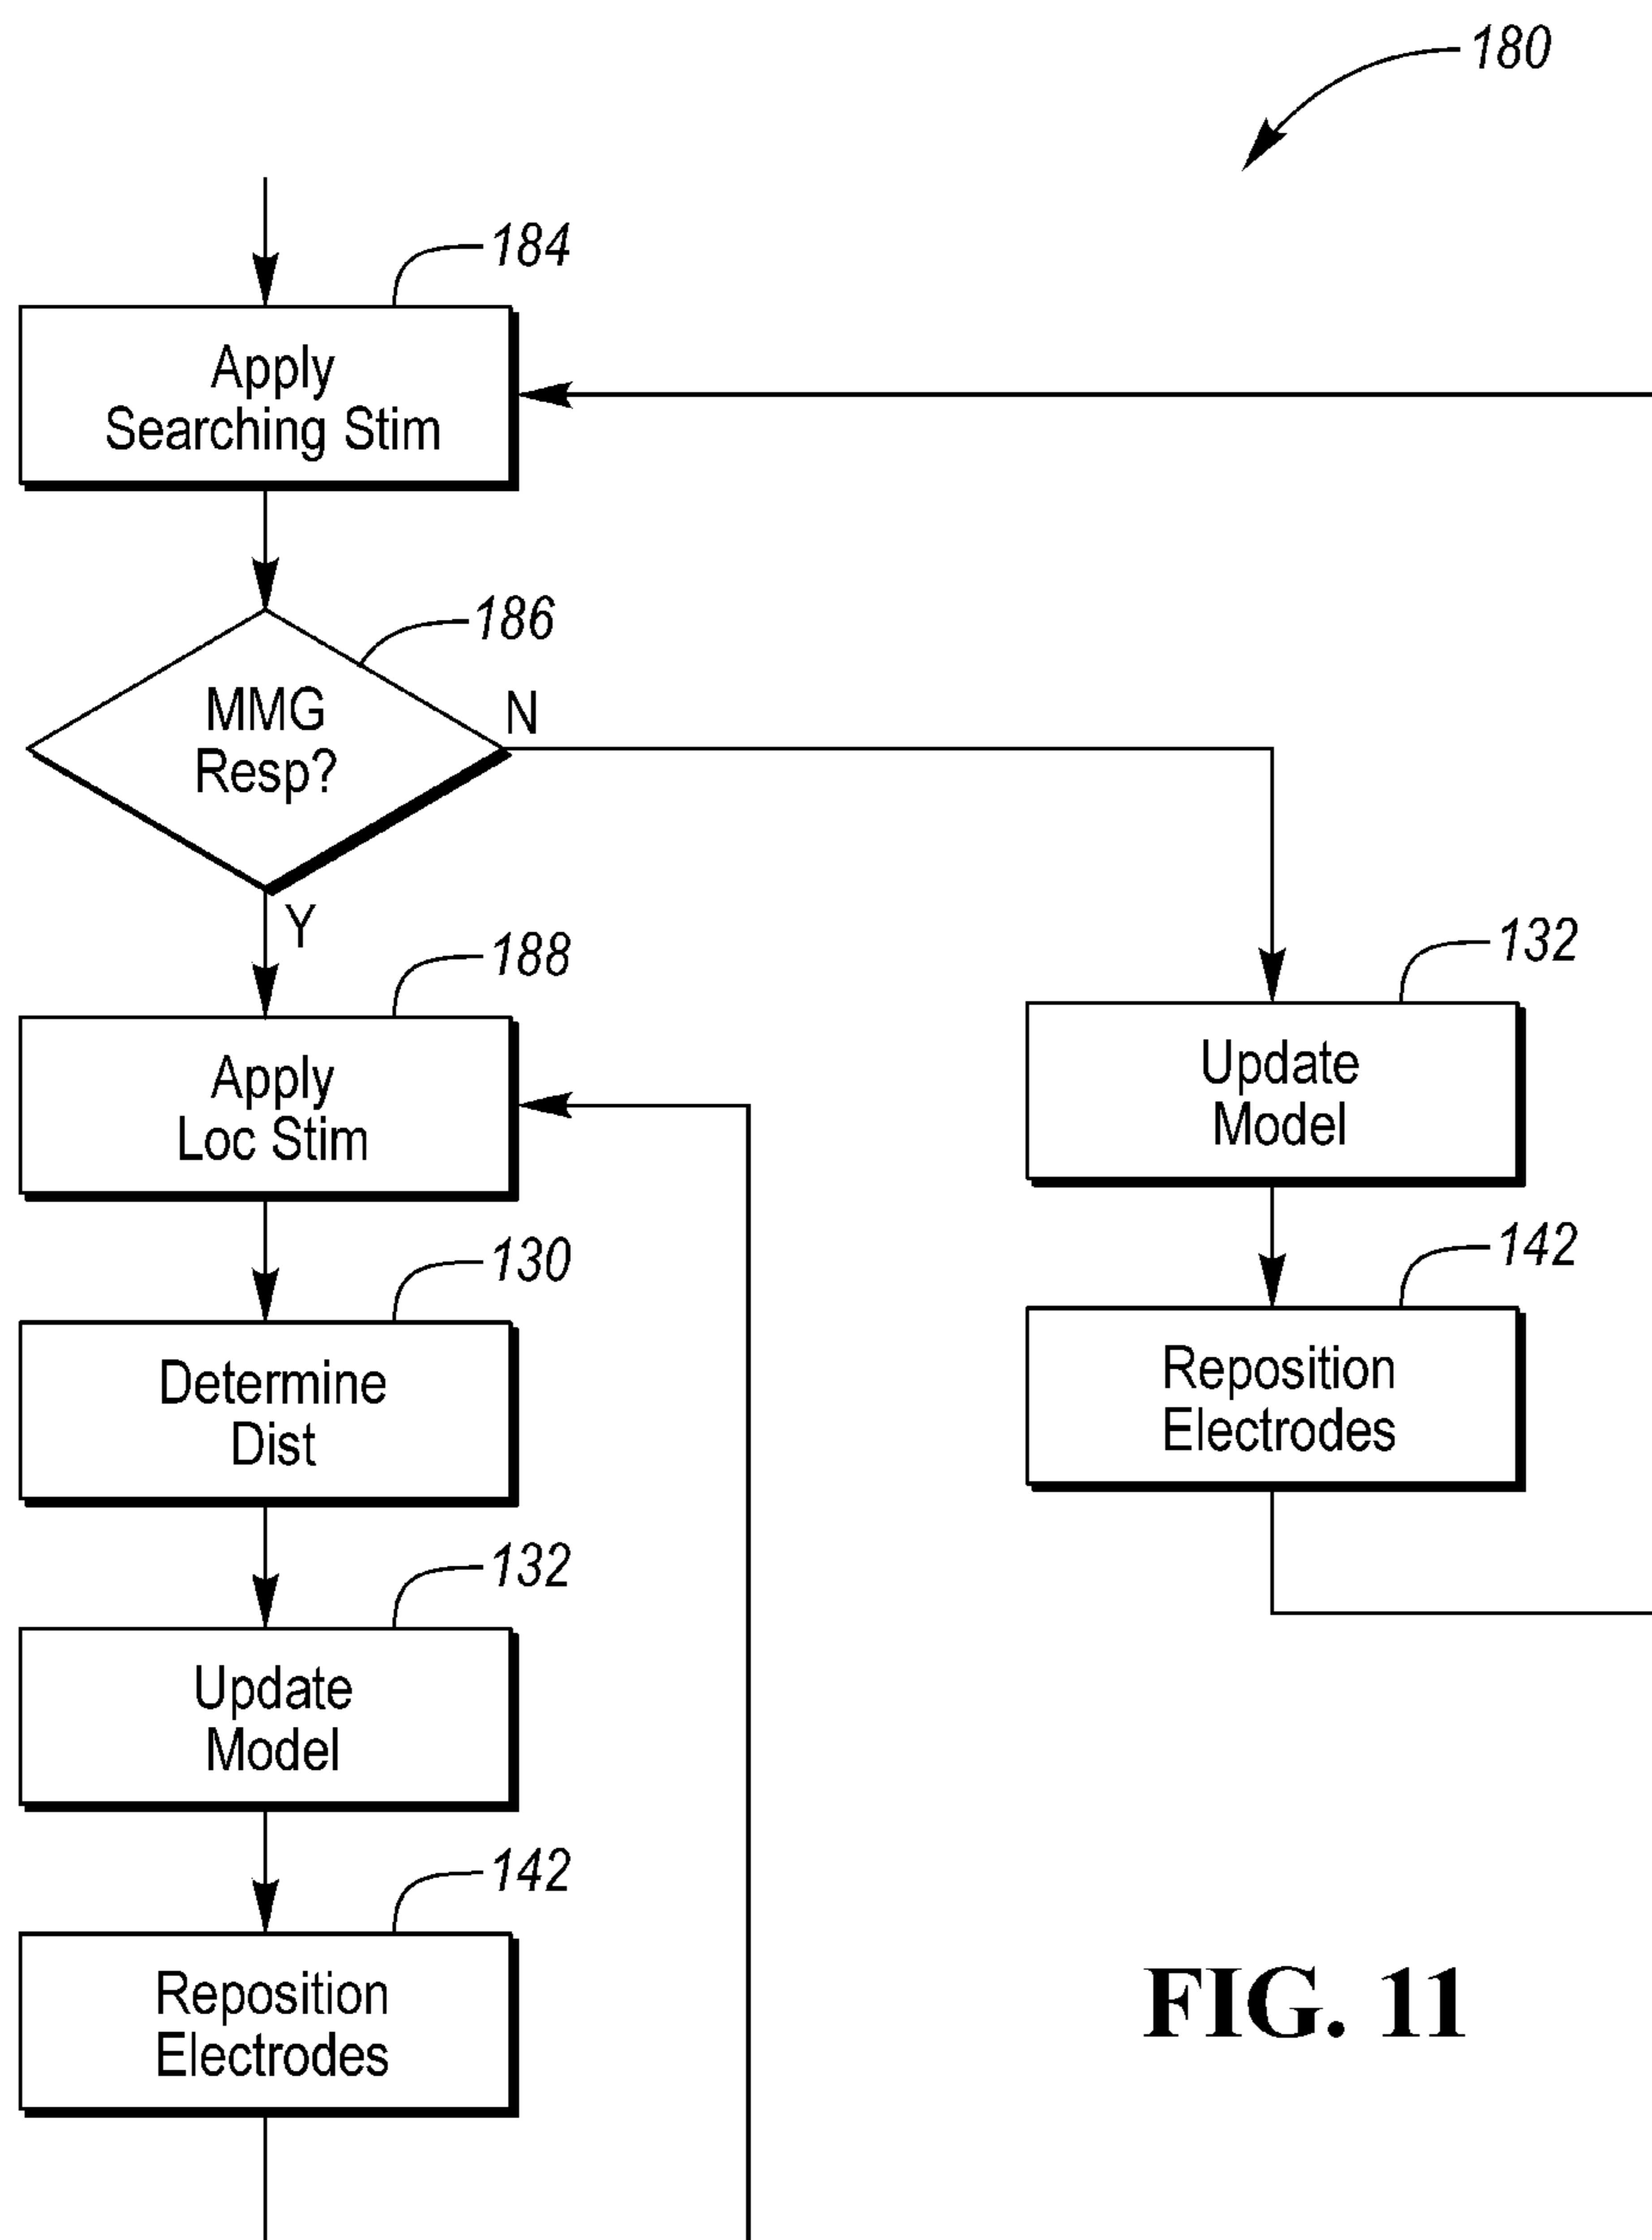 180
184
Apply
Searching Stim
186
MMG
Resp?
N
Y
188
Apply
Loc Stim
132
Update
Model
130
Determine
Dist
142
Reposition
Electrodes
132
Update
Model
142
Reposition
Electrodes
FIG. 11